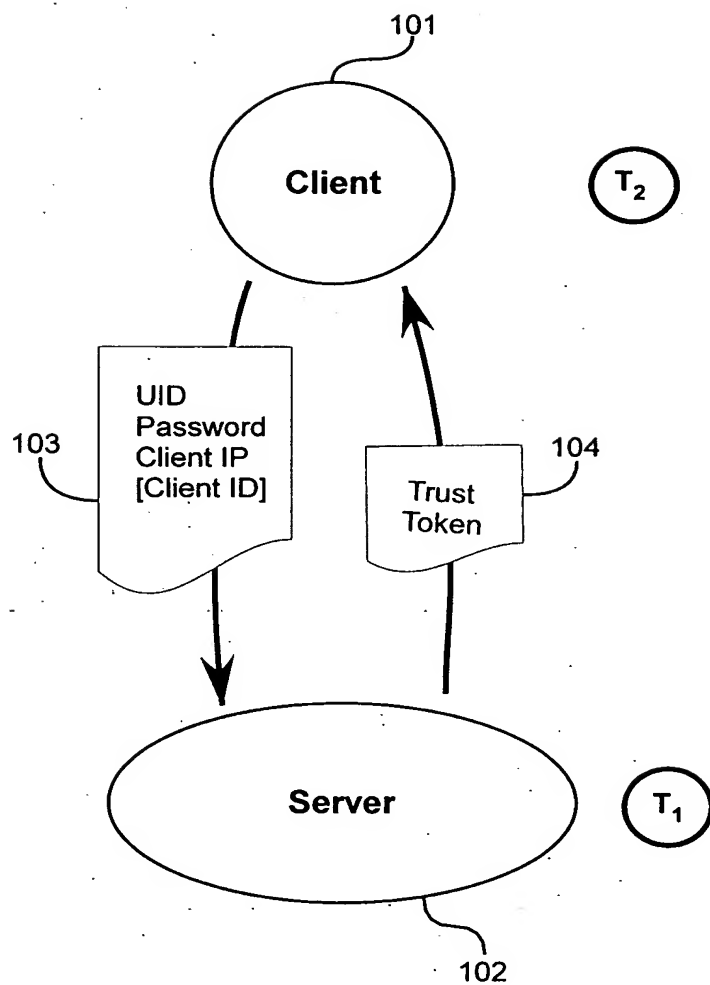 101
Client
T₂
UID
Password
Client IP
[Client ID]
103
Trust
Token
104
Server
T₁
102